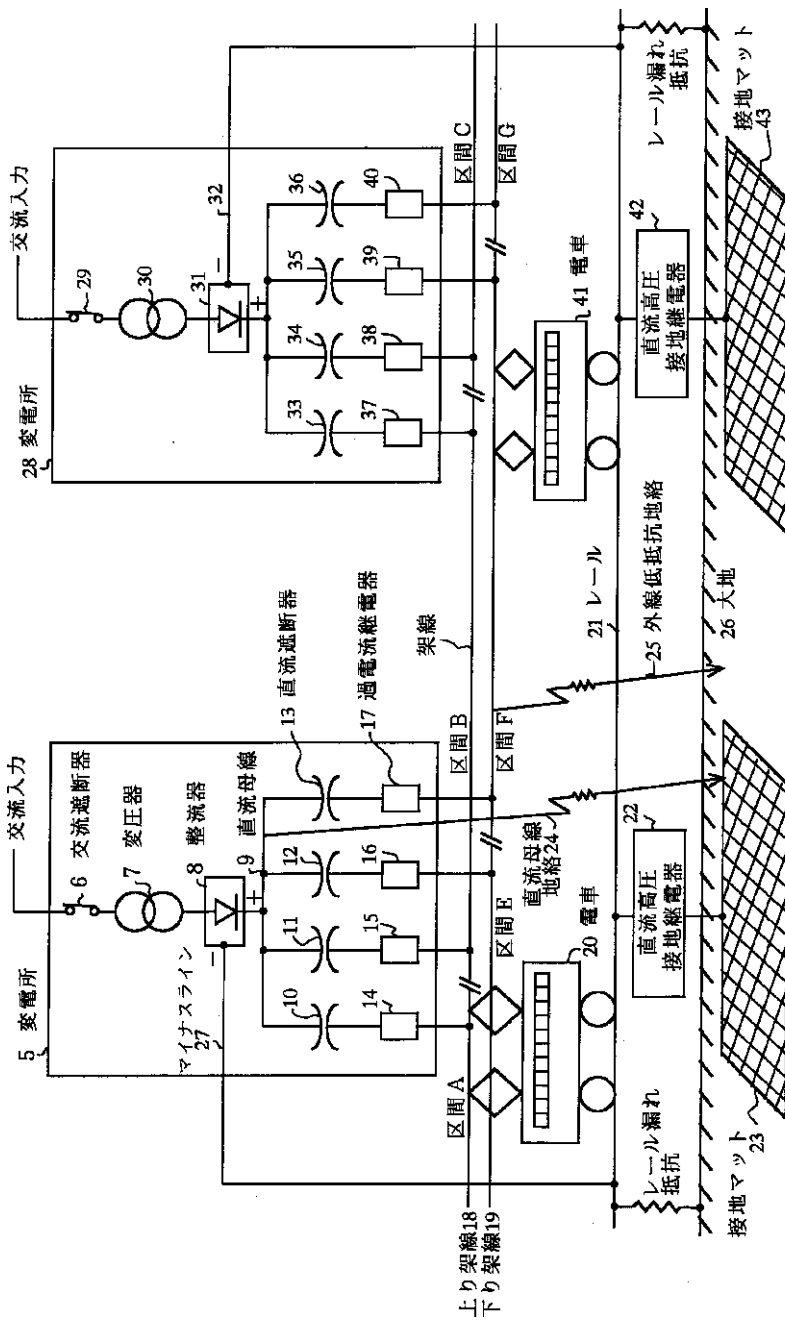 交流入力
5 変電所
6 交流遮断器
7 変圧器
8 整流器
−
+
9 直流母線
マイナスライン
27
10
11
12
13 直流遮断器
14
15
16
17 過電流継電器
架線
交流入力
28 変電所
29
30
31
−
+
32
33
34
35
36
37
38
39
40
区間A
区間B
区間C
区間E
区間F
区間G
上り架線18
下り架線19
直流母線
地絡24
20 電車
41 電車
21 レール
25 外線低抵抗地絡
26 大地
22
直流高圧
接地継電器
42
直流高圧
接地継電器
レール漏れ
抵抗
レール漏れ
抵抗
接地マット
23
接地マット
43